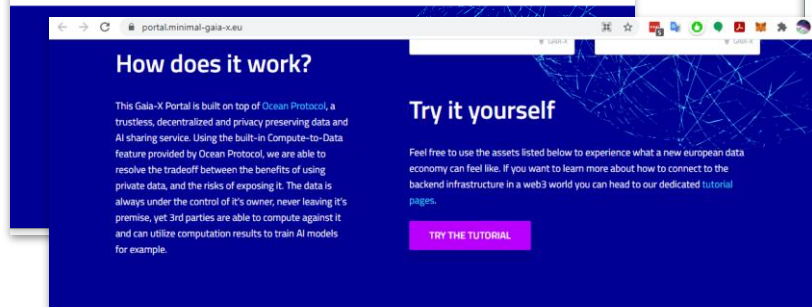 portal.minimal-gaia-x.eu
GAIA-X
GAIA-X
How does it work?
This Gaia-X Portal is built on top of Ocean Protocol, a
trustless, decentralized and privacy preserving data and
AI sharing service. Using the built-in Compute-to-Data
feature provided by Ocean Protocol, we are able to
resolve the tradeoff between the benefits of using
private data, and the risks of exposing it. The data is
always under the control of it's owner, never leaving it's
premise, yet 3rd parties are able to compute against it
and can utilize computation results to train AI models
for example.
Try it yourself
Feel free to use the assets listed below to experience what a new european data
economy can feel like. If you want to learn more about how to connect to the
backend infrastructure in a web3 world you can head to our dedicated tutorial
pages.
TRY THE TUTORIAL